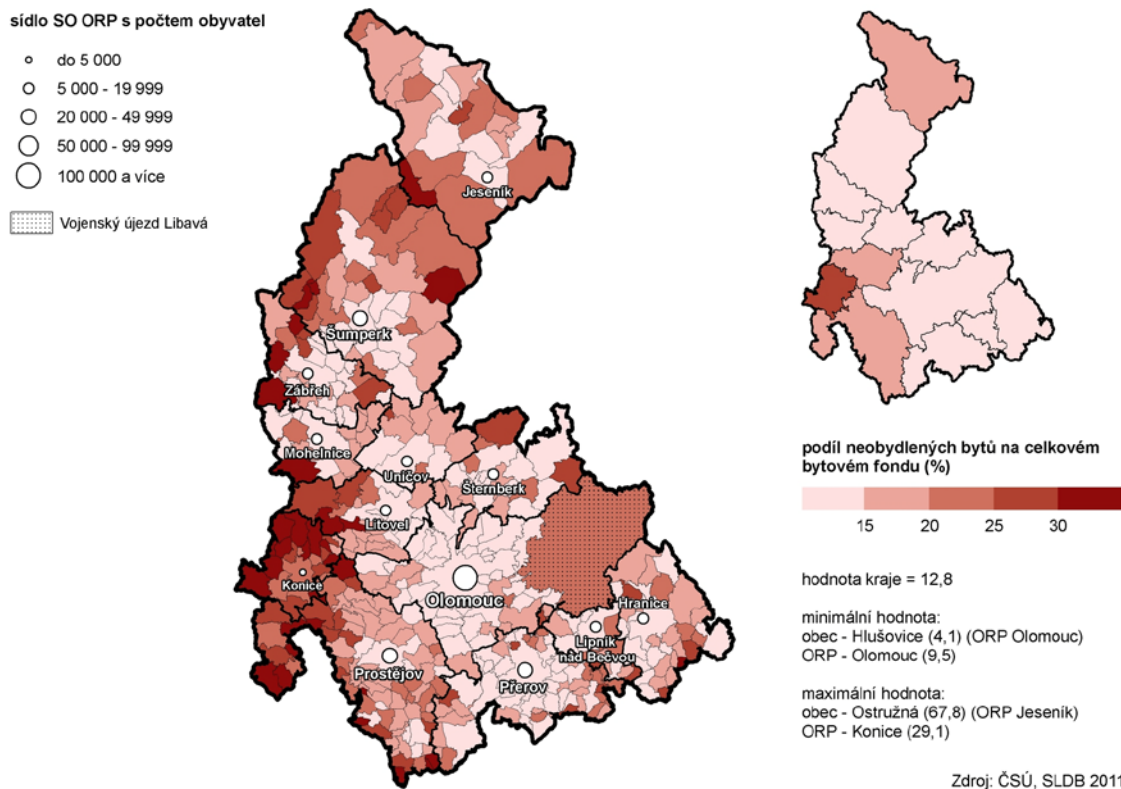 sídlo SO ORP s počtem obyvatel
do 5 000
5 000 - 19 999
20 000 - 49 999
50 000 - 99 999
100 000 a více
Vojenský újezd Libavá
Jeseník
Šumperk
Zábřeh
Mohelnice
Uničov
Šternberk
Litovel
Konice
Olomouc
Hranice
Lipník
nad Bečvou
Prostějov
Přerov
podíl neobydlených bytů na celkovém
bytovém fondu (%)
15 20 25 30
hodnota kraje = 12,8
minimální hodnota:
obec - Hlušovice (4,1) (ORP Olomouc)
ORP - Olomouc (9,5)
maximální hodnota:
obec - Ostružná (67,8) (ORP Jeseník)
ORP - Konice (29,1)
Zdroj: ČSÚ, SLDB 2011